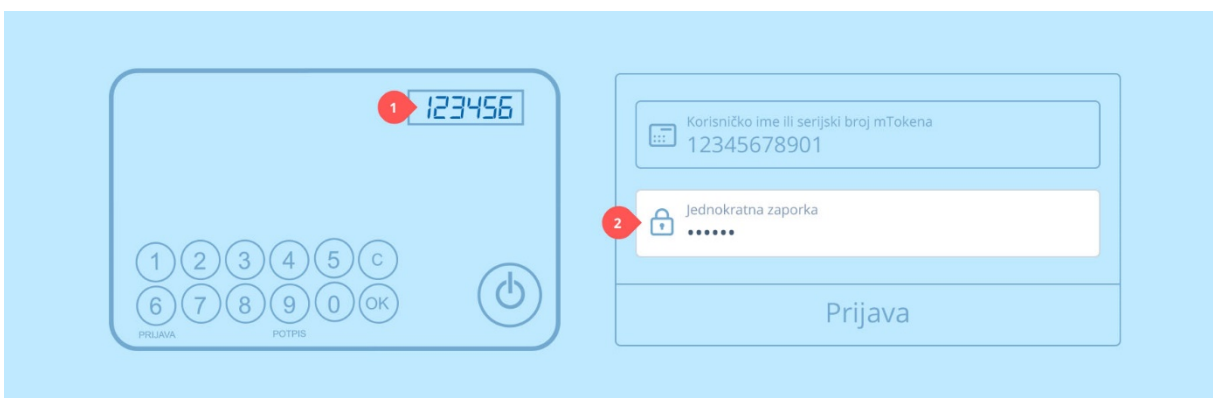 1
123456
1 2 3 4 5 C
6 7 8 9 0 OK
PRIJAVA POTPIS
Korisničko ime ili serijski broj mTokena
12345678901
2
Jednokratna zaporka
••••••
Prijava